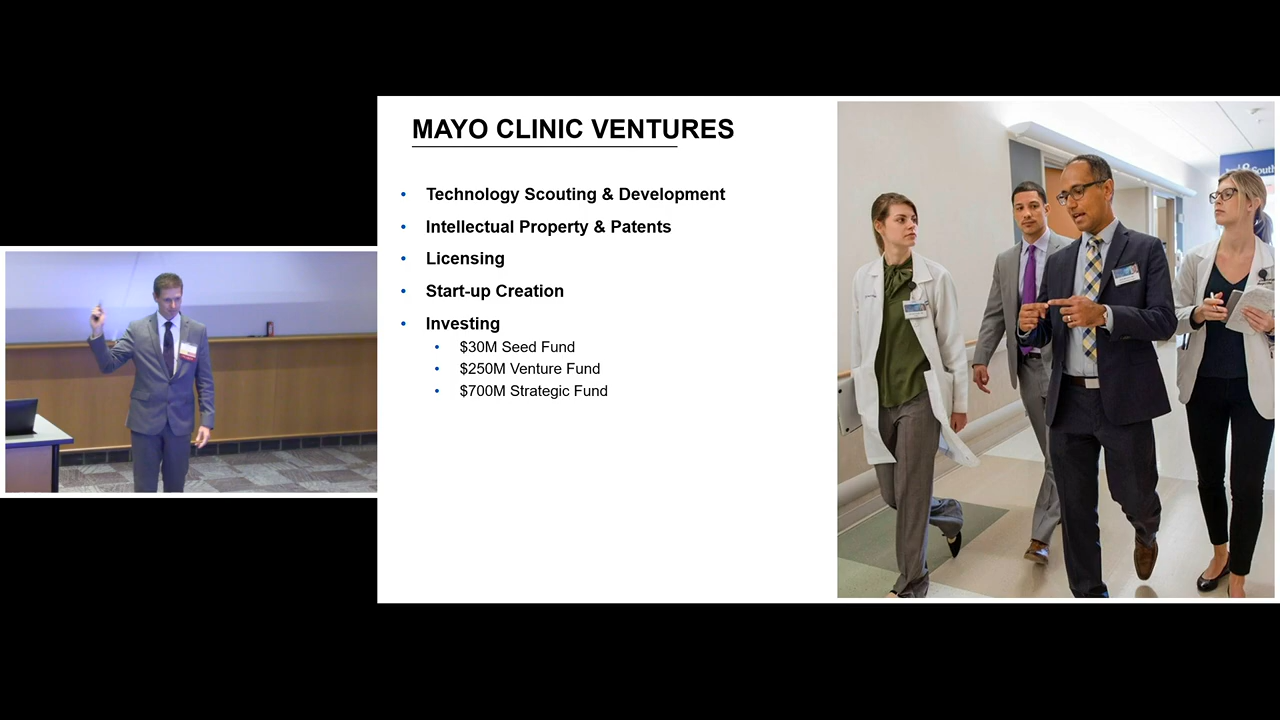 MAYO CLINIC VENTURES
• Technology Scouting & Development
• Intellectual Property & Patents
• Licensing
• Start-up Creation
• Investing
• $30M Seed Fund
• $250M Venture Fund
• $700M Strategic Fund
South